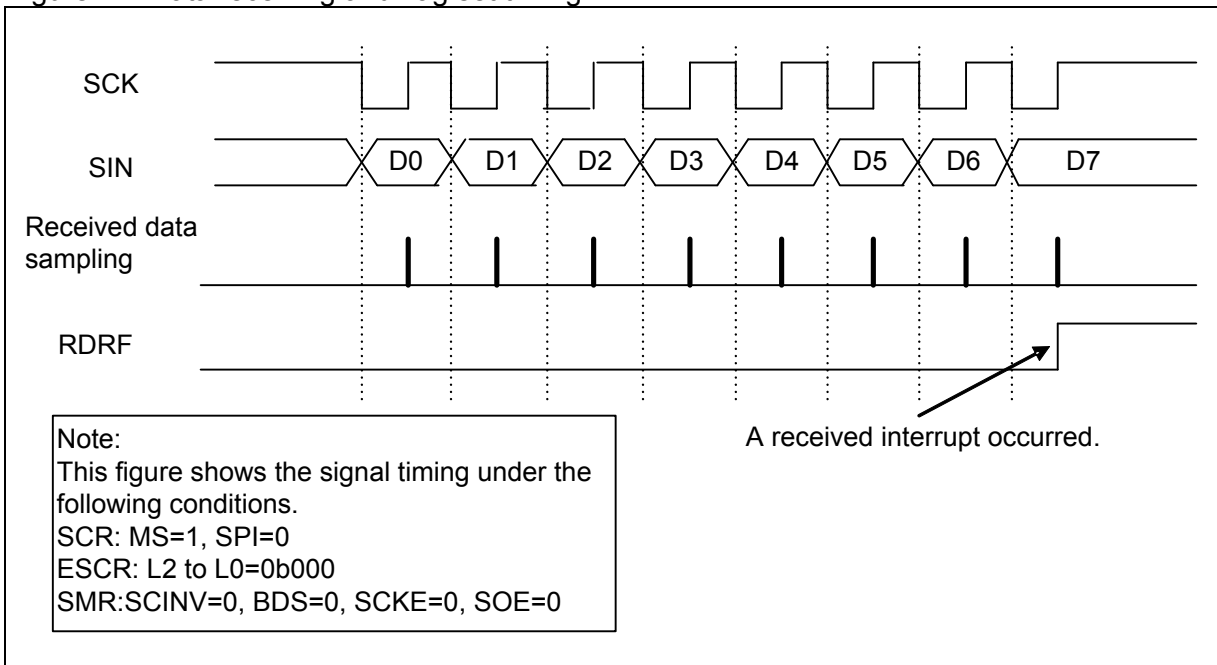 SCK
SIN
D0 D1 D2 D3 D4 D5 D6 D7
Received data
sampling
RDRF
A received interrupt occurred.
Note:
This figure shows the signal timing under the
following conditions.
SCR: MS=1, SPI=0
ESCR: L2 to L0=0b000
SMR:SCINV=0, BDS=0, SCKE=0, SOE=0